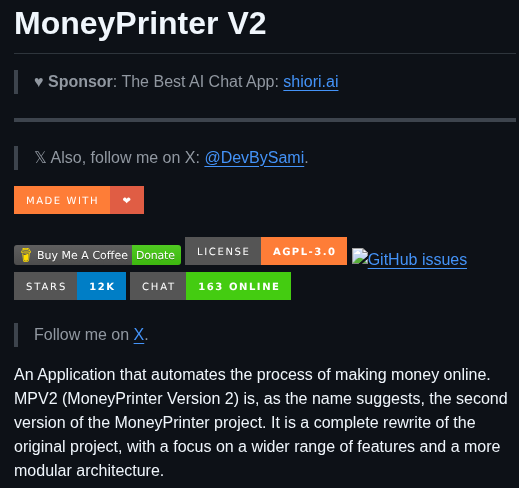 MoneyPrinter V2
♥ Sponsor: The Best AI Chat App: shiori.ai
𝕏 Also, follow me on X: @DevBySami.
MADE WITH ❤
Buy Me A Coffee Donate LICENSE AGPL-3.0 GitHub issues
STARS 12K CHAT 163 ONLINE
Follow me on X.
An Application that automates the process of making money online.
MPV2 (MoneyPrinter Version 2) is, as the name suggests, the second
version of the MoneyPrinter project. It is a complete rewrite of the
original project, with a focus on a wider range of features and a more
modular architecture.